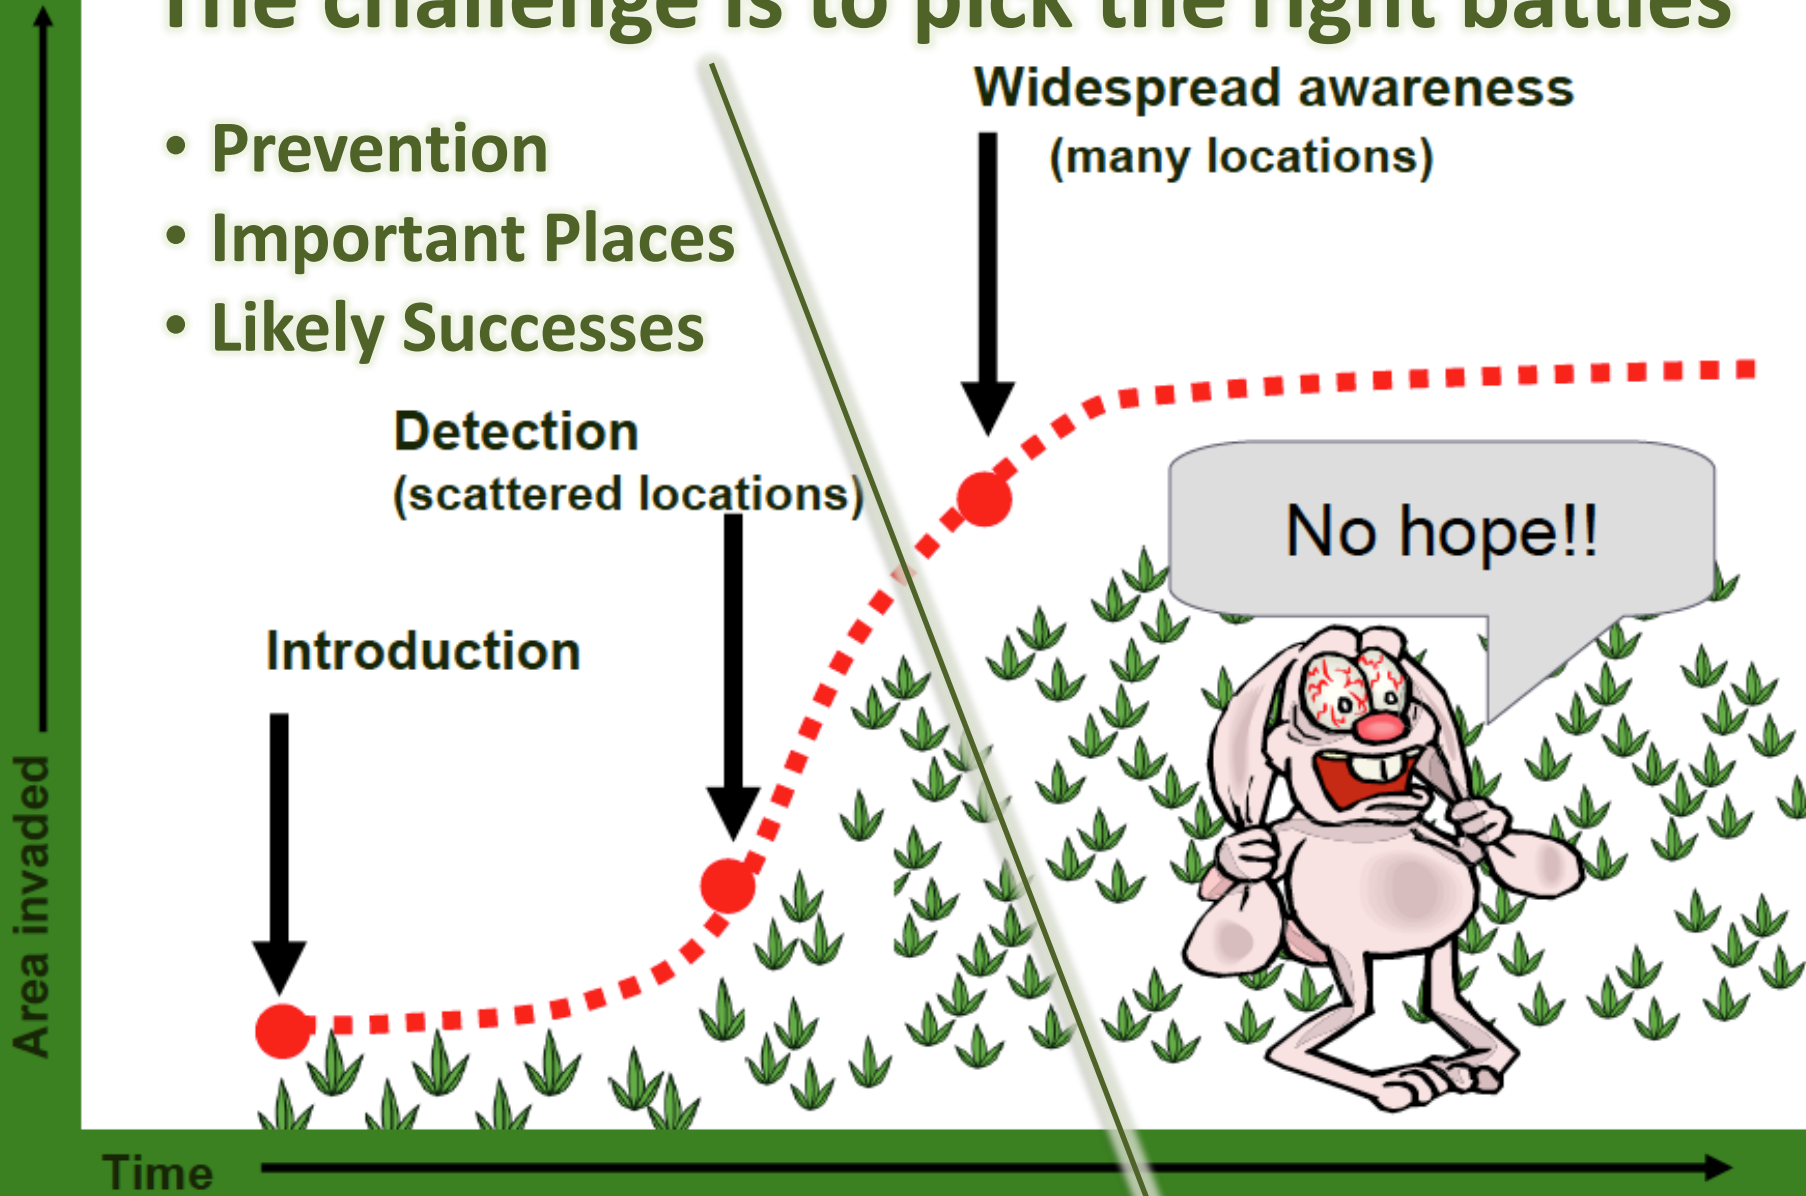 The challenge is to pick the right battles
• Prevention
• Important Places
• Likely Successes
Widespread awareness
(many locations)
Detection
(scattered locations)
Introduction
No hope!!
Area invaded
Time